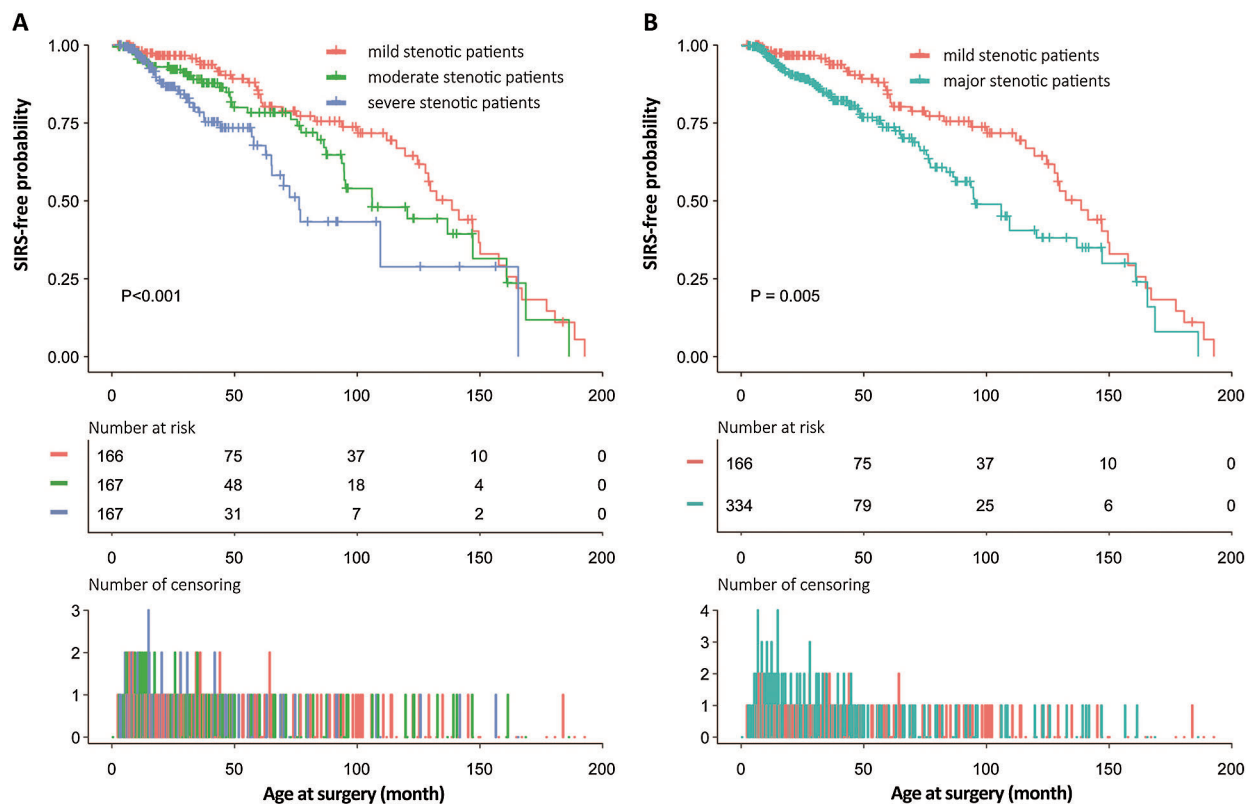 A
SIRS-free probability
1.00
0.75
0.50
0.25
0.00
mild stenotic patients
moderate stenotic patients
severe stenotic patients
P<0.001
0 50 100 150 200
Number at risk
166 75 37 10 0
167 48 18 4 0
167 31 7 2 0
0 50 100 150 200
Number of censoring
3
2
1
0
0 50 100 150 200
Age at surgery (month)
B
SIRS-free probability
1.00
0.75
0.50
0.25
0.00
mild stenotic patients
major stenotic patients
P = 0.005
0 50 100 150 200
Number at risk
166 75 37 10 0
334 79 25 6 0
0 50 100 150 200
Number of censoring
4
3
2
1
0
0 50 100 150 200
Age at surgery (month)